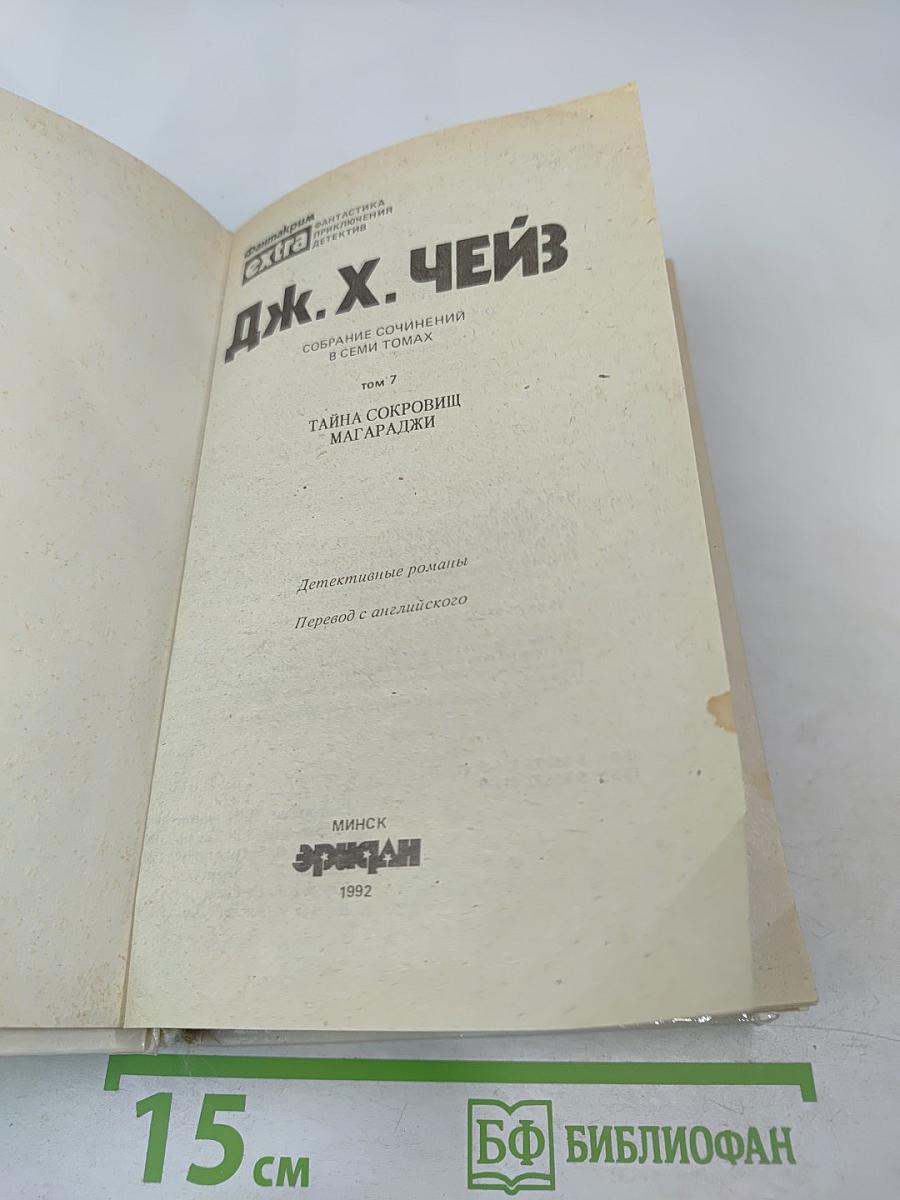 Фантакрим
extra
ФАНТАСТИКА
ПРИКЛЮЧЕНИЯ
ДЕТЕКТИВ
ДЖ. Х. ЧЕЙЗ
СОБРАНИЕ СОЧИНЕНИЙ
В СЕМИ ТОМАХ
том 7
ТАЙНА СОКРОВИЩ
МАГАРАДЖИ
Детективные романы
Перевод с английского
МИНСК
эридан
1992
15 см
БФ БИБЛИОФАН